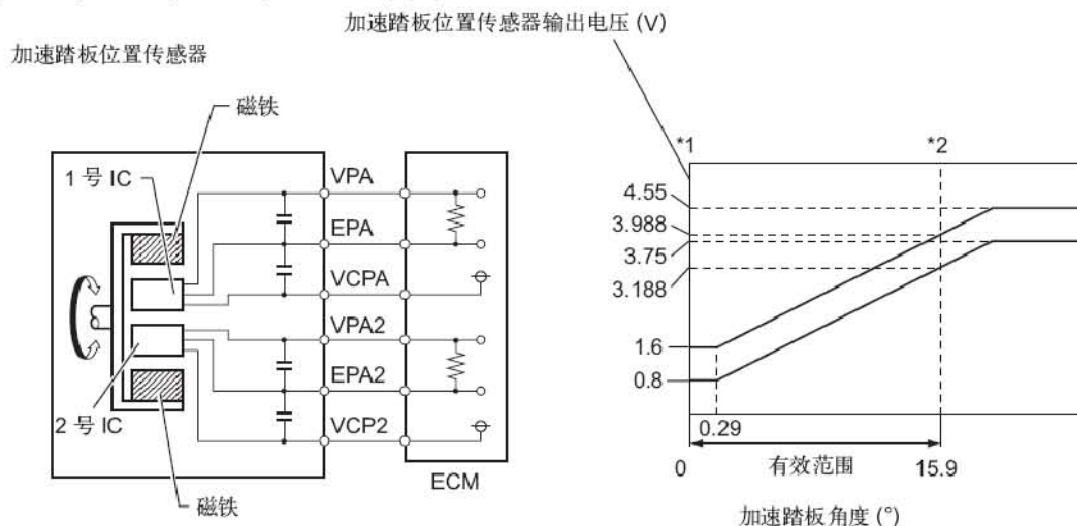 加速踏板位置传感器输出电压 (V)
加速踏板位置传感器
磁铁
1 号 IC
2 号 IC
磁铁
VPA
EPA
VCPA
VPA2
EPA2
VCP2
ECM
*1
*2
4.55
3.988
3.75
3.188
1.6
0.8
0.29
0
有效范围
15.9
加速踏板角度 (°)